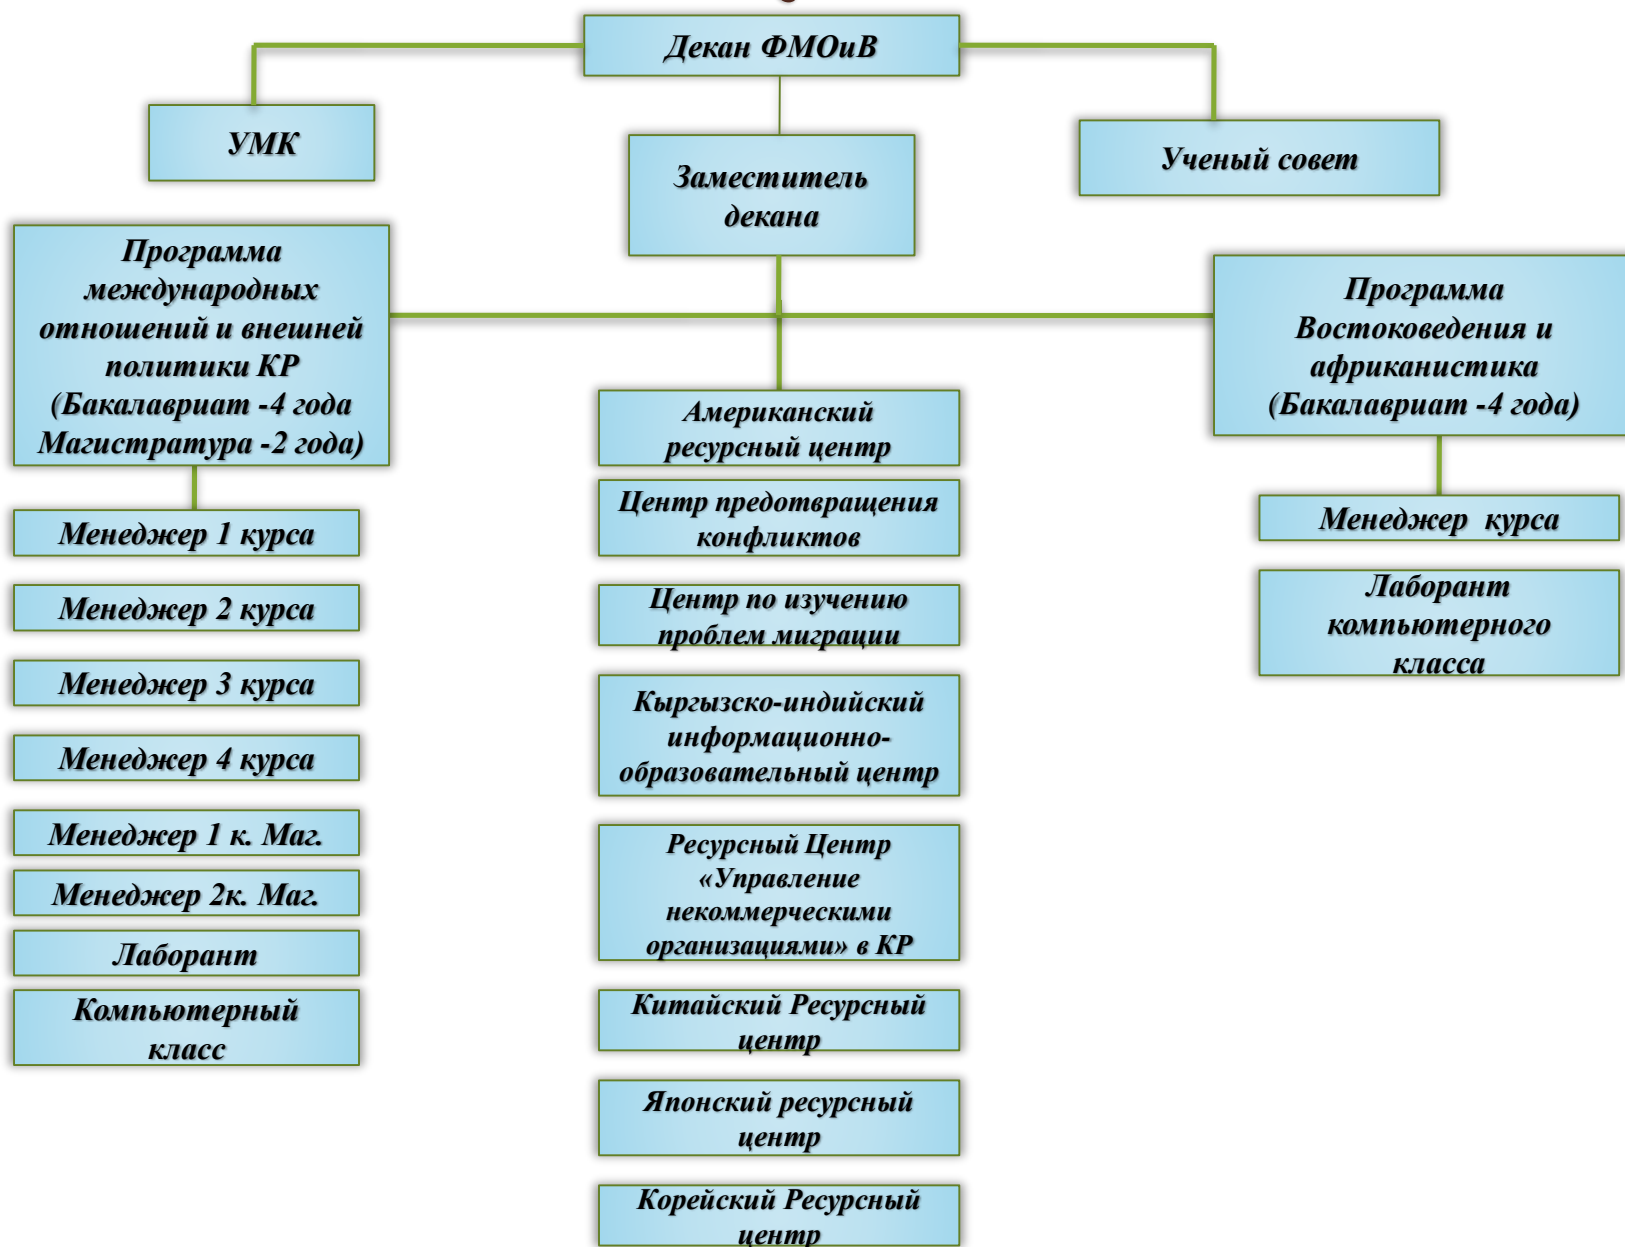 Декан ФМОиВ
УМК
Заместитель
декана
Ученый совет
Программа
международных
отношений и внешней
политики КР
(Бакалавриат -4 года
Магистратура -2 года)
Менеджер 1 курса
Менеджер 2 курса
Менеджер 3 курса
Менеджер 4 курса
Менеджер 1 к. Маг.
Менеджер 2к. Маг.
Лаборант
Компьютерный
класс
Американский
ресурсный центр
Центр предотвращения
конфликтов
Центр по изучению
проблем миграции
Кыргызско-индийский
информационно-
образовательный центр
Ресурсный Центр
«Управление
некоммерческими
организациями» в КР
Китайский Ресурсный
центр
Японский ресурсный
центр
Корейский Ресурсный
центр
Программа
Востоковедения и
африканистика
(Бакалавриат -4 года)
Менеджер курса
Лаборант
компьютерного
класса